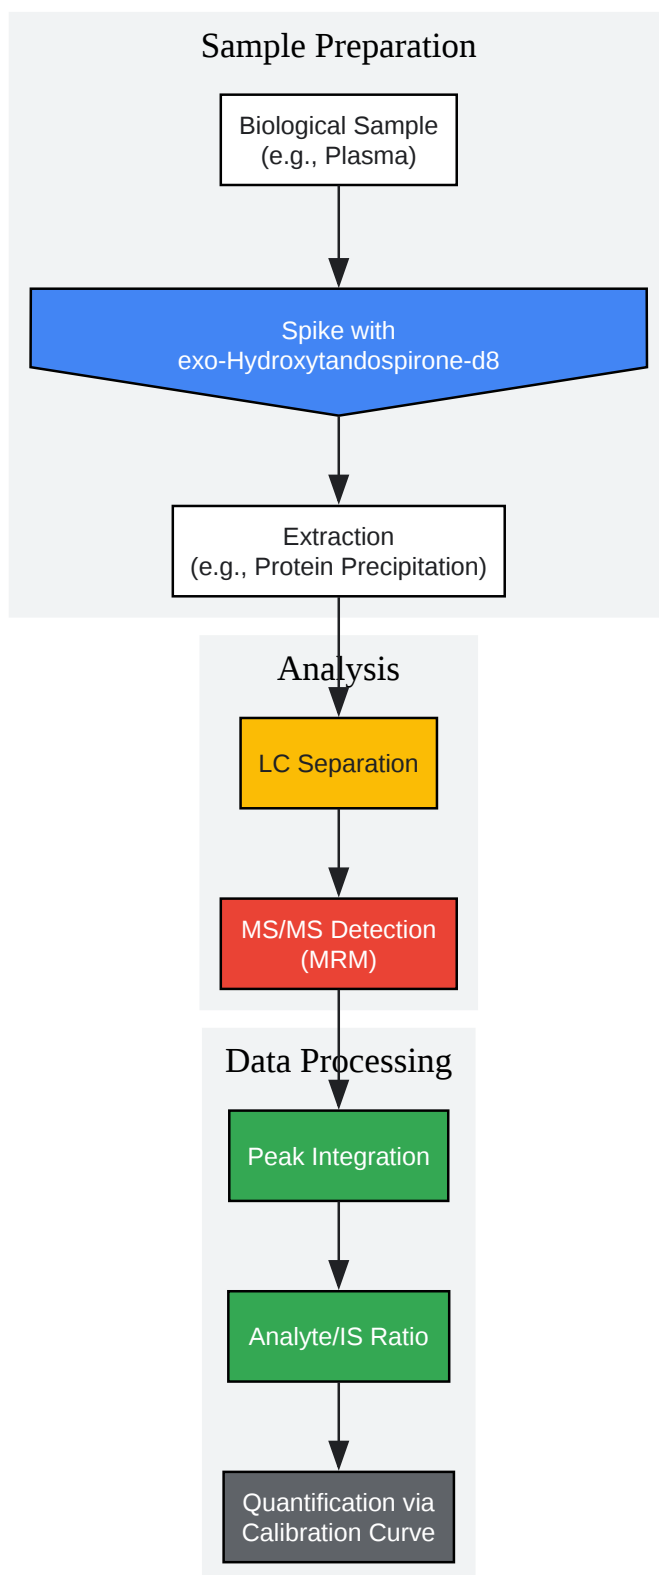 Sample Preparation
Biological Sample
(e.g., Plasma)
Spike with
exo-Hydroxytandospirone-d8
Extraction
(e.g., Protein Precipitation)
Analysis
LC Separation
MS/MS Detection
(MRM)
Data Processing
Peak Integration
Analyte/IS Ratio
Quantification via
Calibration Curve